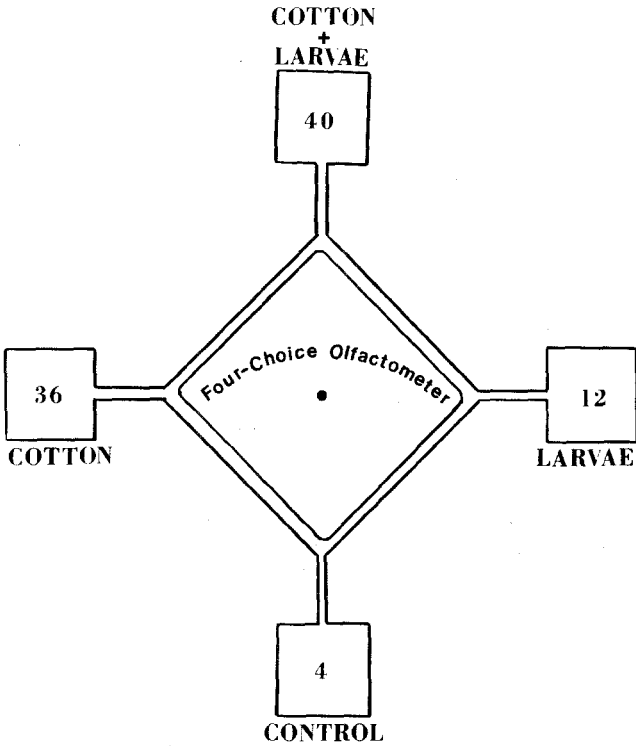 COTTON
+
LARVAE
40
Four-Choice Olfactometer
36
COTTON
12
LARVAE
4
CONTROL